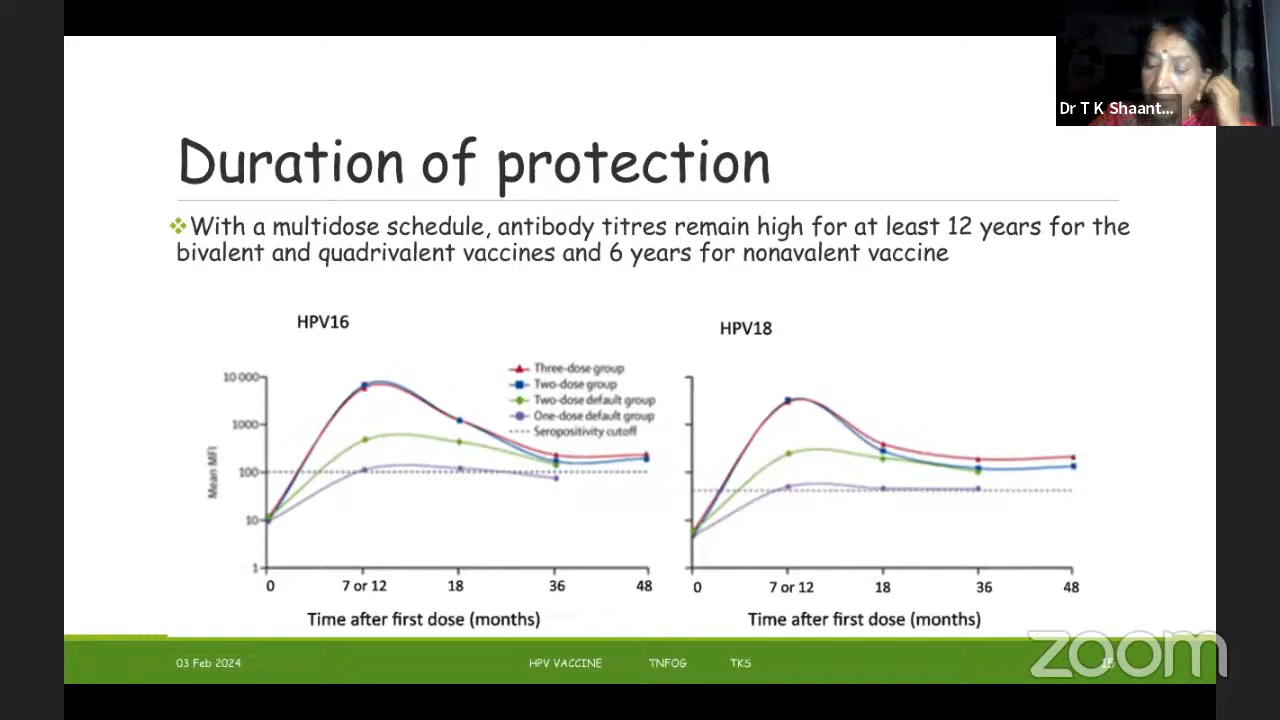 Dr T K Shaant...
Duration of protection
With a multidose schedule, antibody titres remain high for at least 12 years for the
bivalent and quadrivalent vaccines and 6 years for nonavalent vaccine
HPV16
Three-dose group
Two-dose group
Two-dose default group
One-dose default group
Seropositivity cutoff
Mean MFI
10 000
1000
100
10
1
0 7 or 12 18 36 48
Time after first dose (months)
HPV18
0 7 or 12 18 36 48
Time after first dose (months)
03 Feb 2024 HPV VACCINE TNFOG TKS 15
zoom